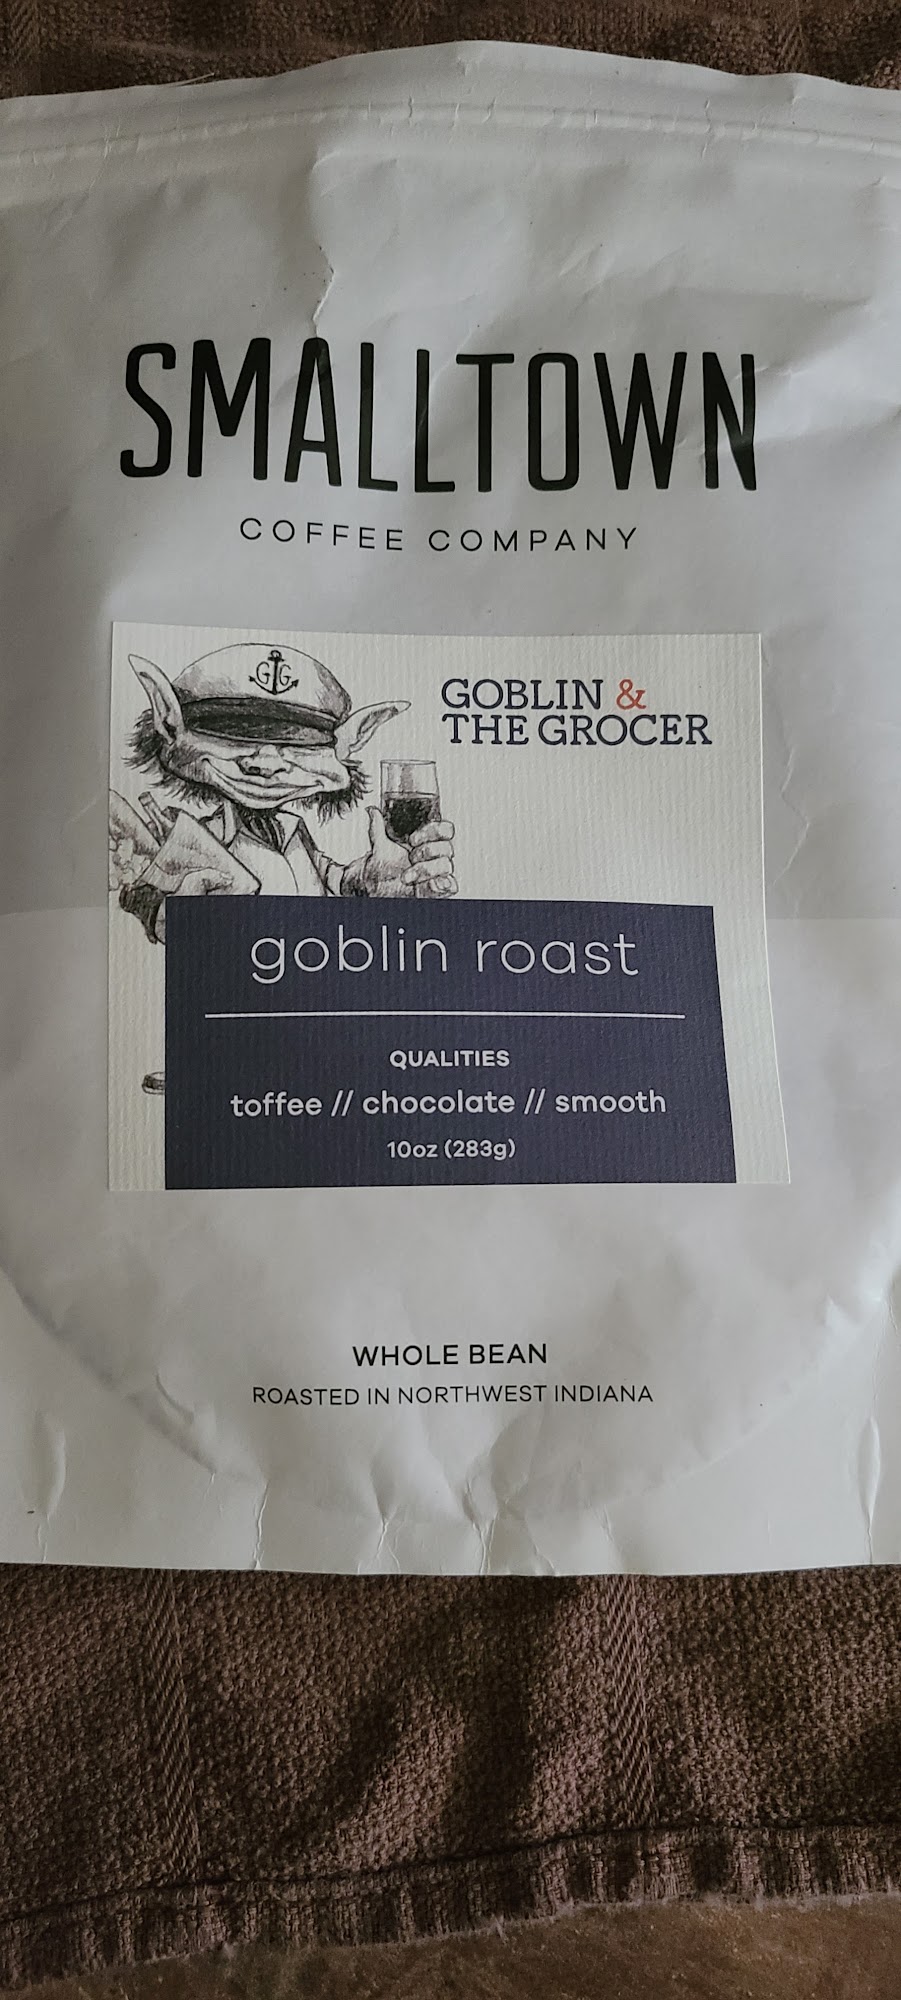 SMALLTOWN
COFFEE COMPANY
G G
GOBLIN &
THE GROCER
goblin roast
QUALITIES
toffee // chocolate // smooth
10oz (283g)
WHOLE BEAN
ROASTED IN NORTHWEST INDIANA